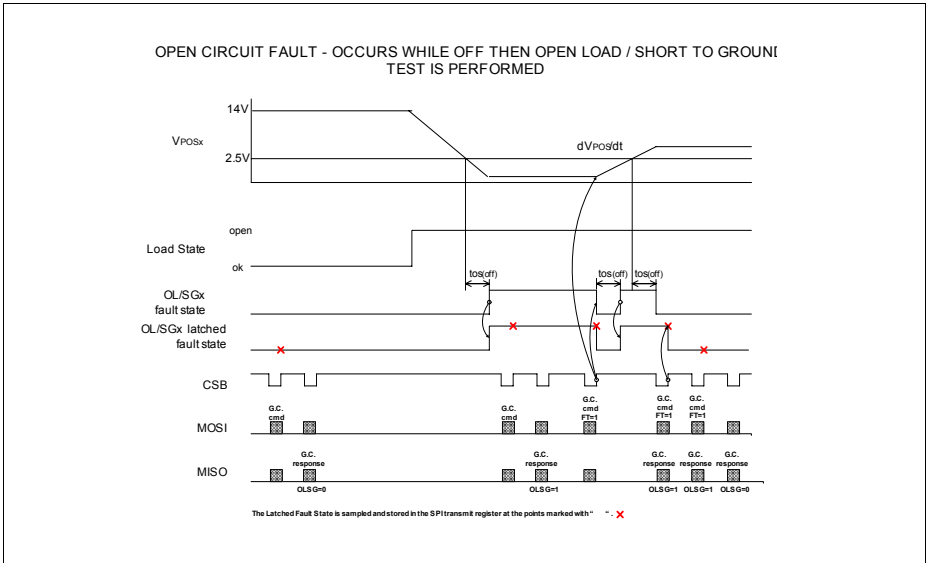 OPEN CIRCUIT FAULT - OCCURS WHILE OFF THEN OPEN LOAD / SHORT TO GROUND
TEST IS PERFORMED
14V
VPOSx
2.5V
dVPOS/dt
open
Load State
ok
tos(off) tos(off) tos(off)
OL/SGx
fault state
OL/SGx latched
fault state
CSB
G.C.
cmd
G.C.
cmd
G.C.
cmd
FT=1
G.C.
cmd
FT=1
G.C.
cmd
FT=1
MOSI
G.C.
response
G.C.
response
G.C.
response
G.C.
response
G.C.
response
MISO
OLSG=0 OLSG=1 OLSG=1 OLSG=1 OLSG=0
The Latched Fault State is sampled and stored in the SPI transmit register at the points marked with “ “ .